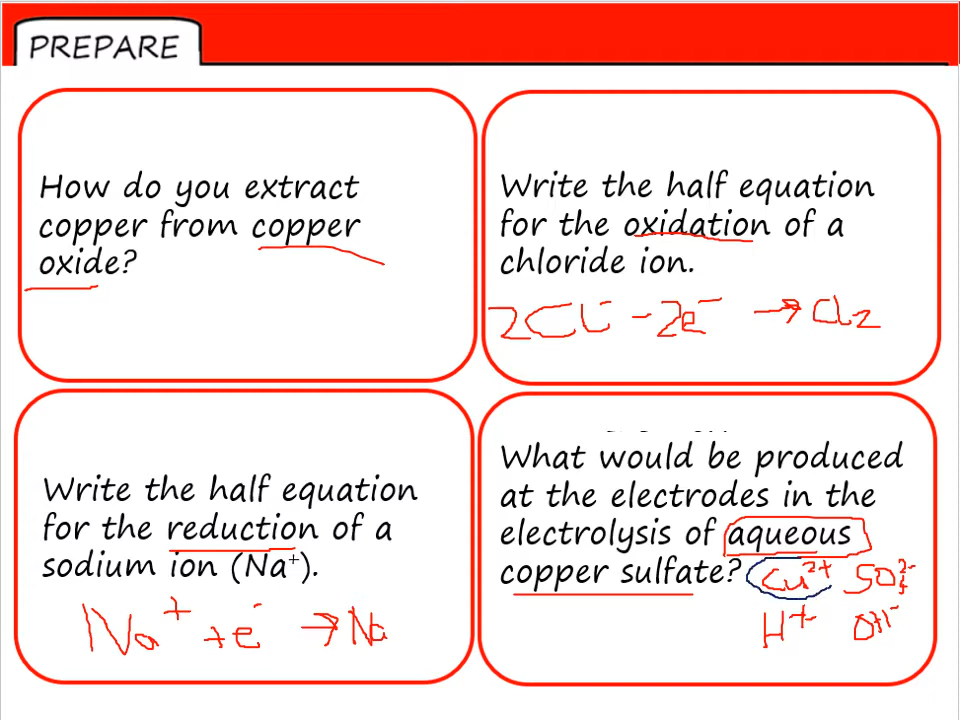 PREPARE
How do you extract
copper from copper
oxide?
Write the half equation
for the oxidation of a
chloride ion.
2Cl⁻ - 2e⁻ → Cl₂
Write the half equation
for the reduction of a
sodium ion (Na⁺).
Na⁺ + e⁻ → Na
What would be produced
at the electrodes in the
electrolysis of aqueous
copper sulfate? Cu²⁺ SO₄²⁻
H⁺ OH⁻